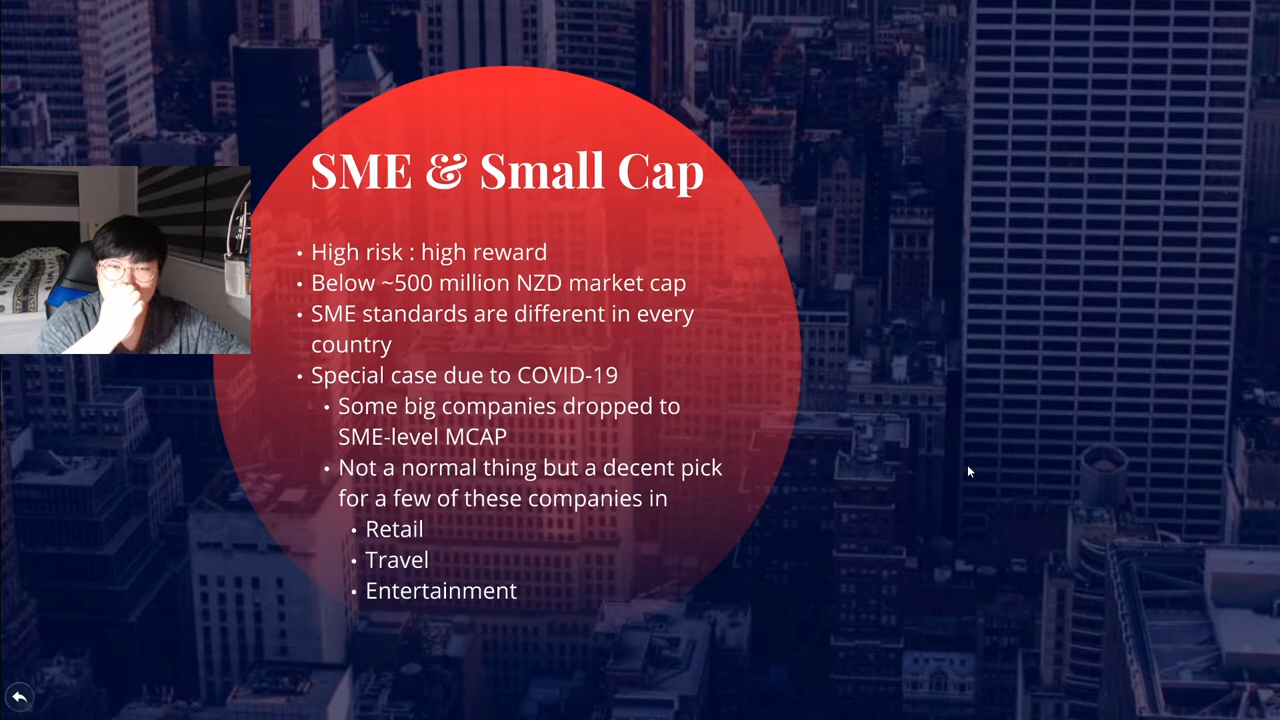 SME & Small Cap
• High risk : high reward
• Below ~500 million NZD market cap
• SME standards are different in every
country
• Special case due to COVID-19
• Some big companies dropped to
SME-level MCAP
• Not a normal thing but a decent pick
for a few of these companies in
• Retail
• Travel
• Entertainment